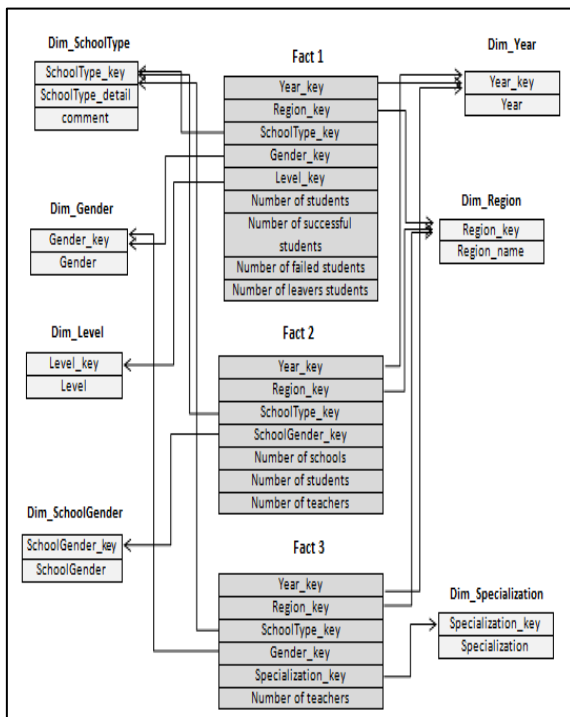 Dim_SchoolType
SchoolType_key
SchoolType_detail
comment
Fact 1
Year_key
Region_key
SchoolType_key
Gender_key
Level_key
Number of students
Number of successful
students
Number of failed students
Number of leavers students
Dim_Year
Year_key
Year
Dim_Gender
Gender_key
Gender
Dim_Region
Region_key
Region_name
Dim_Level
Level_key
Level
Fact 2
Year_key
Region_key
SchoolType_key
SchoolGender_key
Number of schools
Number of students
Number of teachers
Dim_SchoolGender
SchoolGender_key
SchoolGender
Fact 3
Year_key
Region_key
SchoolType_key
Gender_key
Specialization_key
Number of teachers
Dim_Specialization
Specialization_key
Specialization